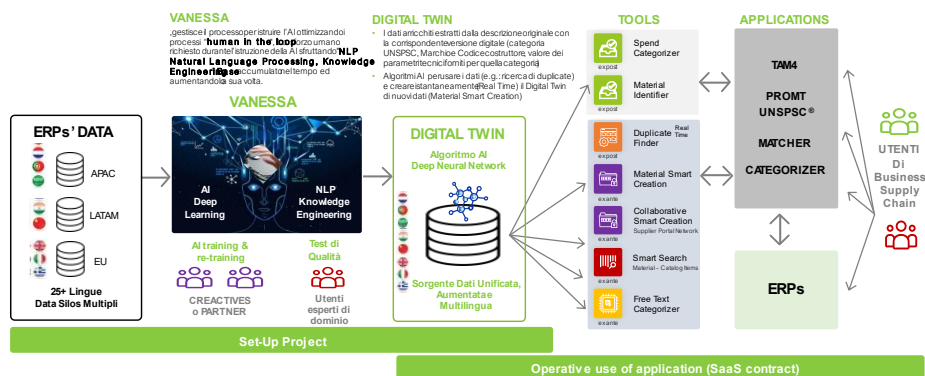 VANESSA
gestisce il processo per istruire l'AI ottimizzando i
processi "human in the loop",
richiesto durante l'istruzione della AI sfruttando "NLP
Natural Language Processing, Knowledge
Engineering
aumentandola sua volta.
DIGITAL TWIN
• I dati arricchiti estratti dalla descrizione originale con
la corrispondente versione digitale (categoria
UNSPSC, Marchio e Codice costruttore, valore dei
parametri tecnici forniti per quella categoria)
• Algoritmi AI per usare i dati (e.g.: ricerca di duplicate)
e creare istantaneamente (Real Time) il Digital Twin
di nuovi dati (Material Smart Creation)
TOOLS
APPLICATIONS
ERPs' DATA
APAC
LATAM
EU
25+ Lingue
Data Silos Multipli
VANESSA
AI
Deep
Learning
NLP
Knowledge
Engineering
AI training &
re-training
CREACTIVES
o PARTNER
Test di
Qualità
Utenti
esperti di
dominio
DIGITAL TWIN
Algoritmo AI
Deep Neural Network
Sorgente Dati Unificata,
Aumentata e
Multilingua
Spend
Categorizer
expost
Material
Identifier
expost
Duplicate Real
Finder Time
expost
Material Smart
Creation
exante
Collaborative
Smart Creation
Supplier Portal Network
exante
Smart Search
Material – Catalog Items
exante
Free Text
Categorizer
exante
TAM4
PROMT
UNSPSC®
MATCHER
CATEGORIZER
ERPs
UTENTI
Di
Business
Supply
Chain
Set-Up Project
Operative use of application (SaaS contract)